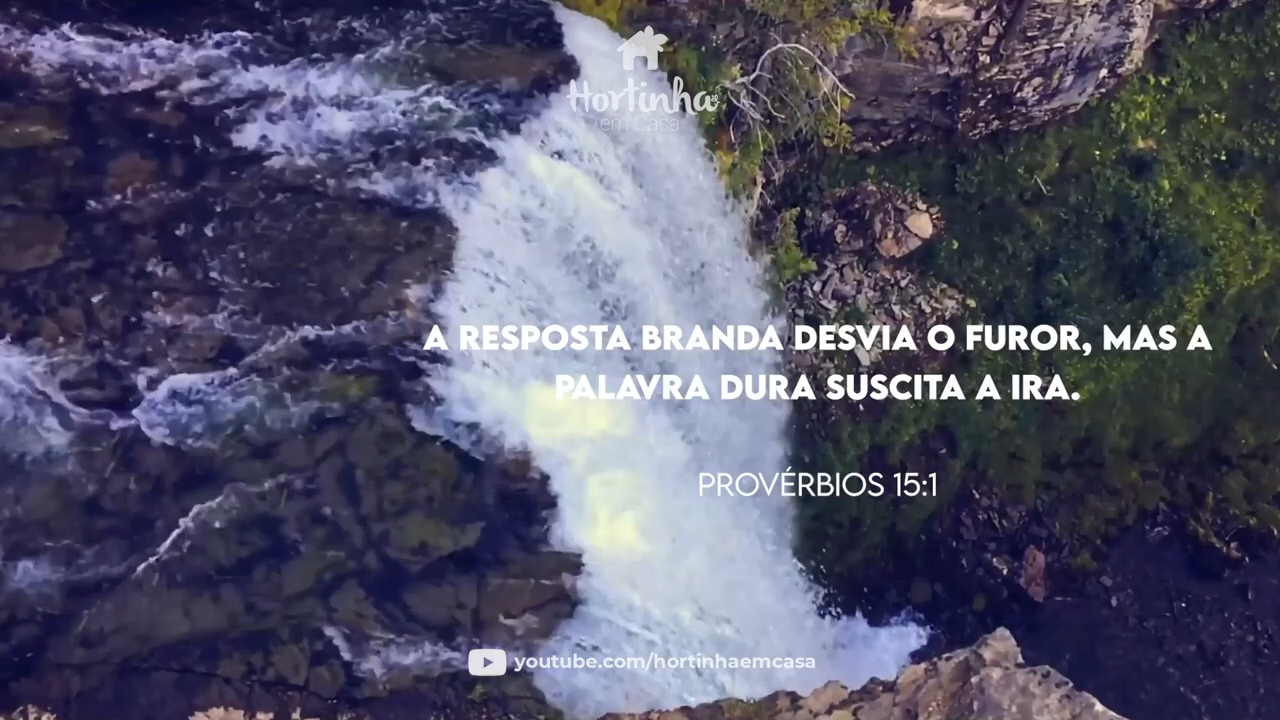 Hortinha
em Casa
A RESPOSTA BRANDA DESVIA O FUROR, MAS A
PALAVRA DURA SUSCITA A IRA.
PROVÉRBIOS 15:1
youtube.com/hortinhaemcasa